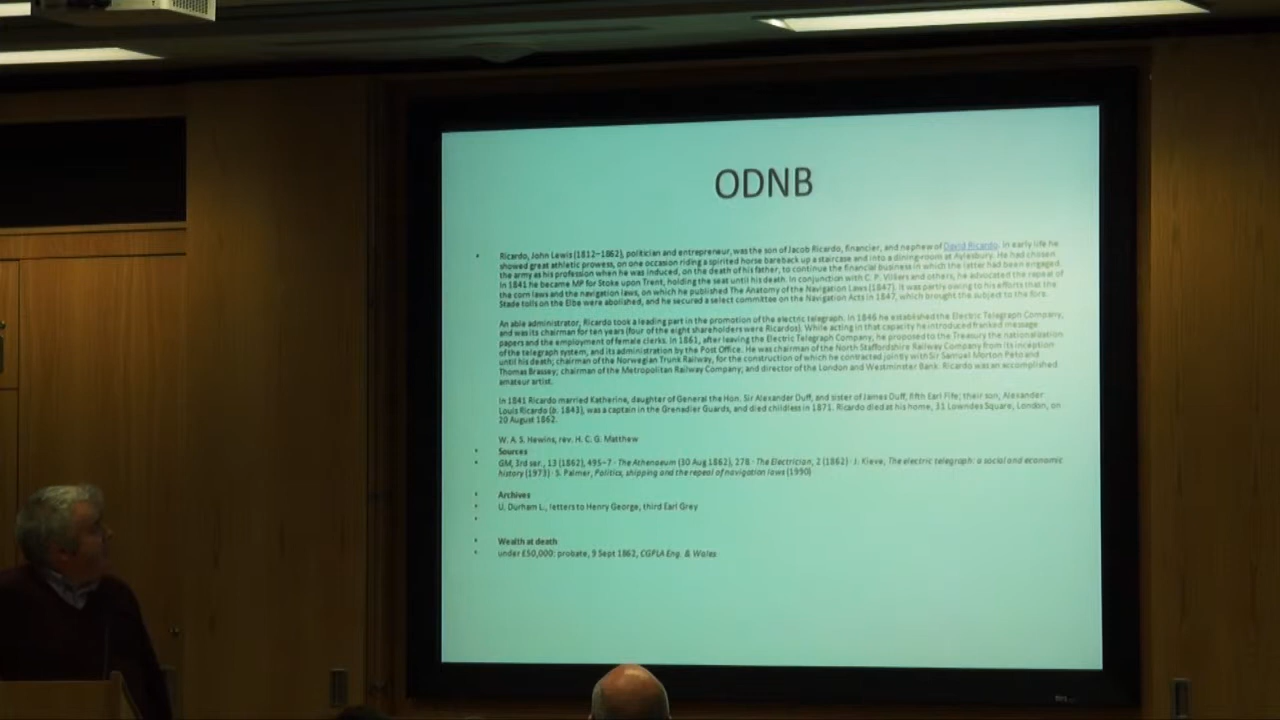 ODNB
• Ricardo, John Lewis (1812–1862), politician and entrepreneur, was the son of Jacob Ricardo, financier, and nephew of David Ricardo. In early life he
showed great athletic prowess, on one occasion riding a spirited horse bareback up a staircase and into a dining-room at Aylesbury. He had chosen
the army as his profession when he was induced, on the death of his father, to continue the financial business in which the latter had been engaged.
In 1841 he became MP for Stoke upon Trent, holding the seat until his death. In conjunction with C. P. Villiers and others, he advocated the repeal of
the corn laws and the navigation laws, on which he published The Anatomy of the Navigation Laws (1847). It was partly owing to his efforts that the
Stade tolls on the Elbe were abolished, and he secured a select committee on the Navigation Acts in 1847, which brought the subject to the fore.
An able administrator, Ricardo took a leading part in the promotion of the electric telegraph. In 1846 he established the Electric Telegraph Company,
and was its chairman for ten years (four of the eight shareholders were Ricardos). While acting in that capacity he introduced franked message
papers and the employment of female clerks. In 1861, after leaving the Electric Telegraph Company, he proposed to the Treasury the nationalization
of the telegraph system, and its administration by the Post Office. He was chairman of the North Staffordshire Railway Company from its inception
until his death; chairman of the Norwegian Trunk Railway, for the construction of which he contracted jointly with Sir Samuel Morton Peto and
Thomas Brassey; chairman of the Metropolitan Railway Company; and director of the London and Westminster Bank. Ricardo was an accomplished
amateur artist.
In 1841 Ricardo married Katherine, daughter of General the Hon. Sir Alexander Duff, and sister of James Duff, fifth Earl Fife; their son, Alexander
Louis Ricardo (b. 1843), was a captain in the Grenadier Guards, and died childless in 1871. Ricardo died at his home, 31 Lowndes Square, London, on
20 August 1862.
W. A. S. Hewins, rev. H. C. G. Matthew
• Sources
• GM, 3rd ser., 13 (1862), 495–7 · The Athenaeum (30 Aug 1862), 278 · The Electrician, 2 (1862) · J. Kieve, The electric telegraph: a social and economic
history (1973) · S. Palmer, Politics, shipping and the repeal of navigation laws (1990)
• Archives
• U. Durham L., letters to Henry George, third Earl Grey
•
• Wealth at death
• under £50,000: probate, 9 Sept 1862, CGPLA Eng. & Wales